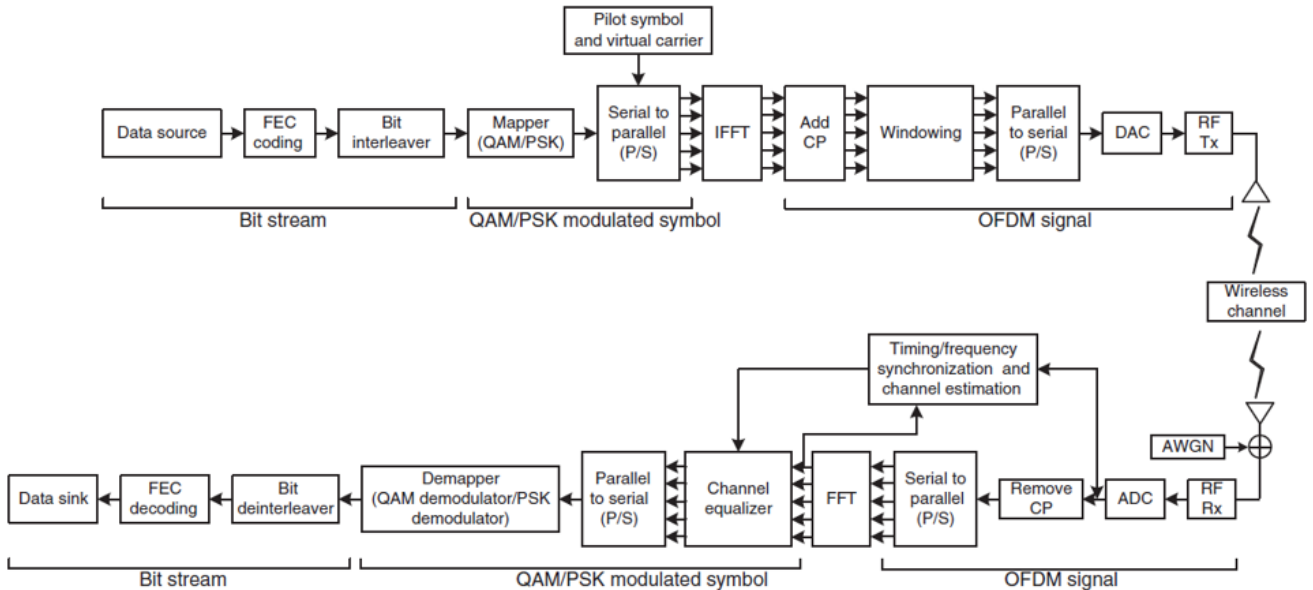 Pilot symbol
and virtual carrier
Data source
FEC
coding
Bit
interleaver
Mapper
(QAM/PSK)
Serial to
parallel
(P/S)
IFFT
Add
CP
Windowing
Parallel
to serial
(P/S)
DAC
RF
Tx
Bit stream
QAM/PSK modulated symbol
OFDM signal
Wireless
channel
Timing/frequency
synchronization and
channel estimation
AWGN
Data sink
FEC
decoding
Bit
deinterleaver
Demapper
(QAM demodulator/PSK
demodulator)
Parallel
to serial
(P/S)
Channel
equalizer
FFT
Serial to
parallel
(P/S)
Remove
CP
ADC
RF
Rx
Bit stream
QAM/PSK modulated symbol
OFDM signal